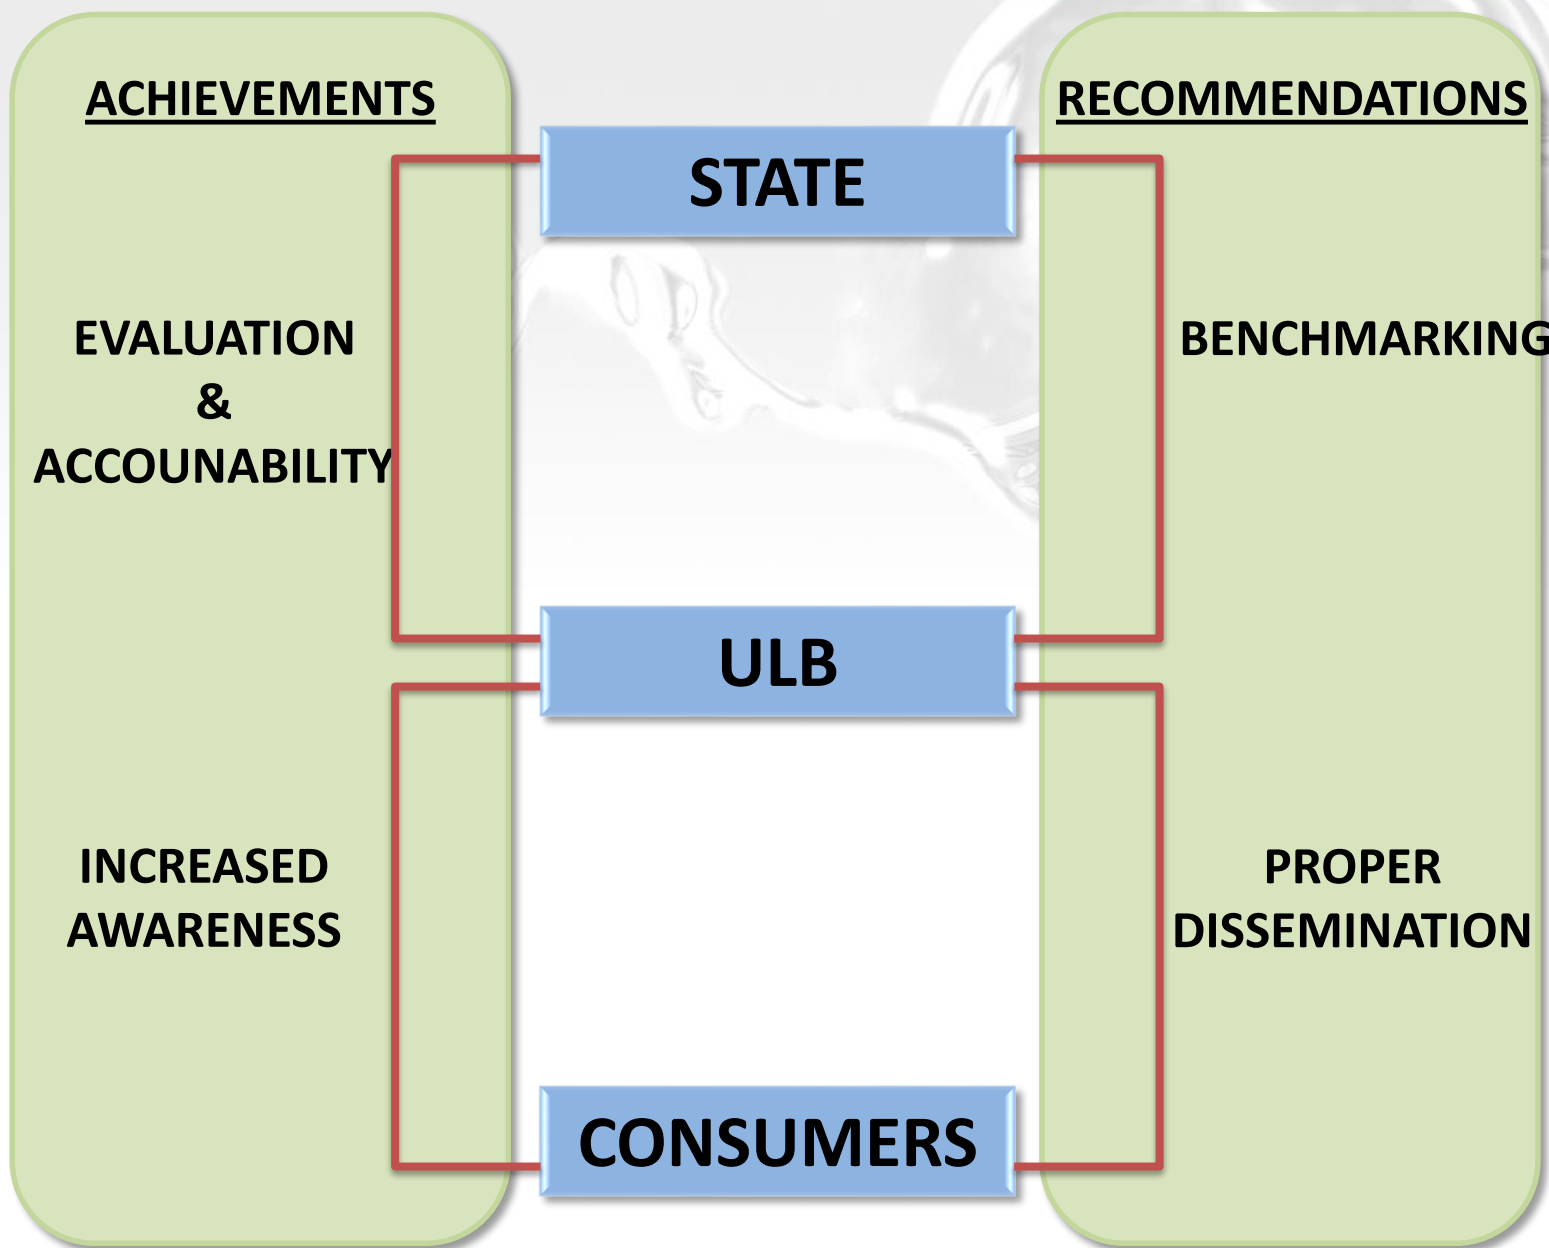 ACHIEVEMENTS
EVALUATION
&
ACCOUNABILITY
INCREASED
AWARENESS
STATE
ULB
CONSUMERS
RECOMMENDATIONS
BENCHMARKING
PROPER
DISSEMINATION